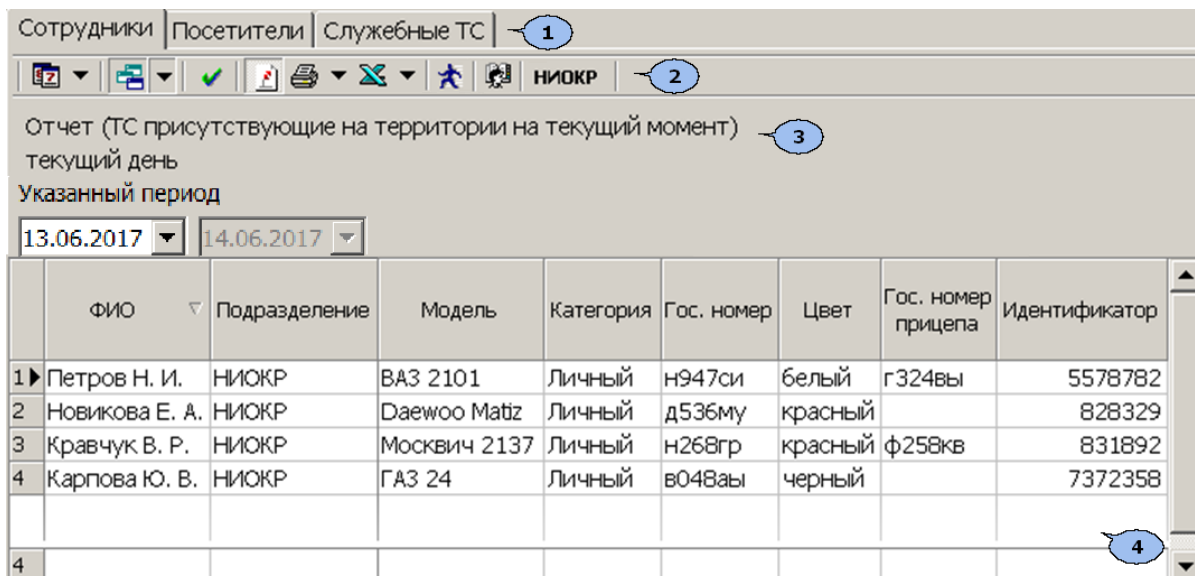 Сотрудники Посетители Служебные ТС 1
НИОКР 2
Отчет (ТС присутствующие на территории на текущий момент) 3
текущий день
Указанный период
13.06.2017 14.06.2017
ФИО Подразделение Модель Категория Гос. номер Цвет Гос. номер прицепа Идентификатор
1 Петров Н. И. НИОКР ВАЗ 2101 Личный н947си белый г324вы 5578782
2 Новикова Е. А. НИОКР Daewoo Matiz Личный д536му красный 828329
3 Кравчук В. Р. НИОКР Москвич 2137 Личный н268гр красный ф258кв 831892
4 Карпова Ю. В. НИОКР ГАЗ 24 Личный в048аы черный 7372358
4
4